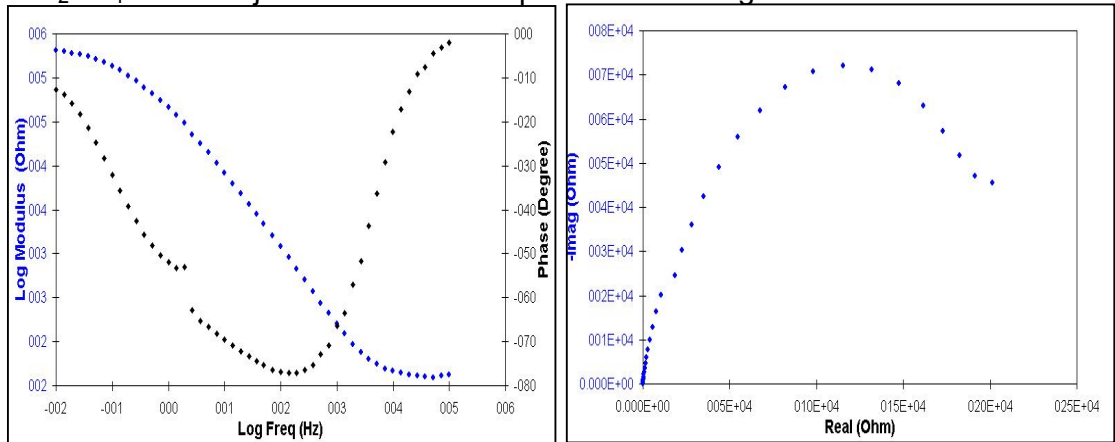 006
005
005
004
004
003
003
002
002
Log Modulus (Ohm)
000
-010
-020
-030
-040
-050
-060
-070
-080
Phase (Degree)
-002 -001 000 001 002 003 004 005 006
Log Freq (Hz)
008E+04
007E+04
006E+04
005E+04
004E+04
003E+04
002E+04
001E+04
0.000E+00
-Imag (Ohm)
0.000E+00 005E+04 010E+04 015E+04 020E+04 025E+04
Real (Ohm)